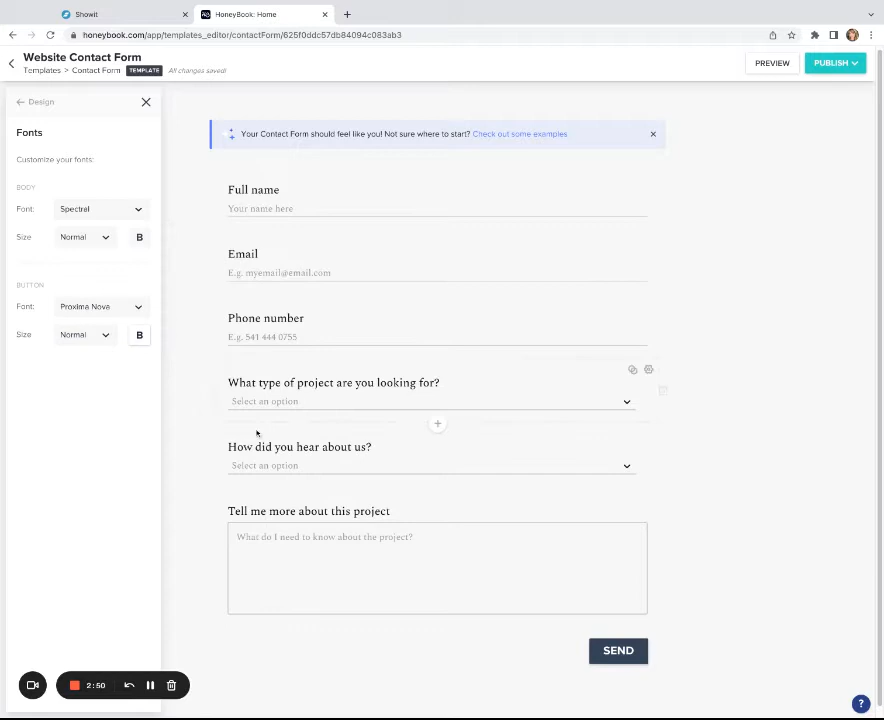 Showit
HoneyBook: Home
honeybook.com/app/templates_editor/contactForm/625f0ddc57db84094c083ab3
Website Contact Form
Templates > Contact Form TEMPLATE All changes saved!
PREVIEW
PUBLISH
Design
Fonts
Customize your fonts:
BODY
Font: Spectral
Size Normal B
BUTTON
Font: Proxima Nova
Size Normal B
Your Contact Form should feel like you! Not sure where to start? Check out some examples
Full name
Your name here
Email
E.g. myemail@email.com
Phone number
E.g. 541 444 0755
What type of project are you looking for?
Select an option
How did you hear about us?
Select an option
Tell me more about this project
What do I need to know about the project?
SEND
2:50
?